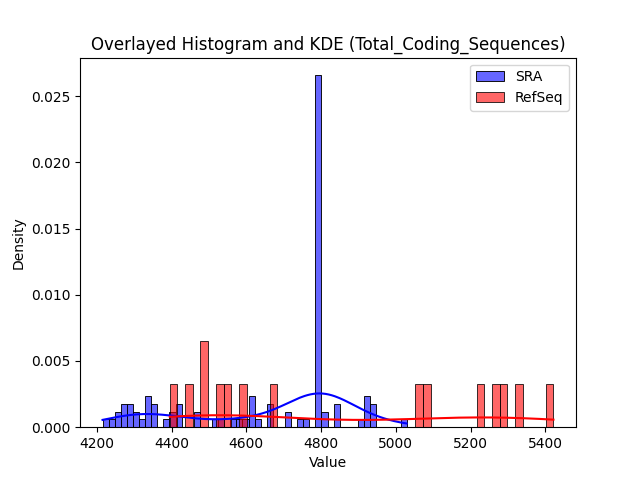 Overlayed Histogram and KDE (Total_Coding_Sequences)
SRA
RefSeq
0.025
0.020
0.015
0.010
0.005
0.000
Density
4200 4400 4600 4800 5000 5200 5400
Value